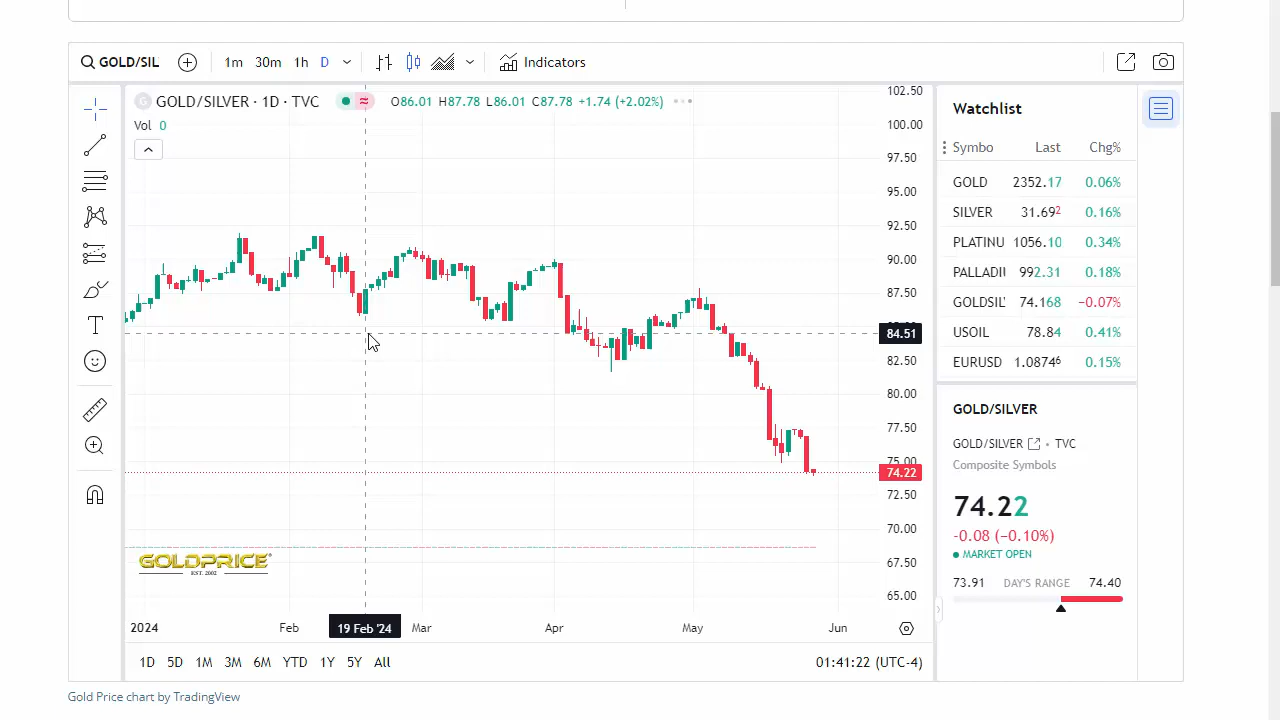 GOLD/SIL
1m 30m 1h D
Indicators
GOLD/SILVER · 1D · TVC
O86.01 H87.78 L86.01 C87.78 +1.74 (+2.02%)
Vol 0
102.50
100.00
97.50
95.00
92.50
90.00
87.50
84.51
82.50
80.00
77.50
75.00
74.22
72.50
70.00
67.50
65.00
GOLDPRICE
EST. 2002
2024 Feb 19 Feb '24 Mar Apr May Jun
1D 5D 1M 3M 6M YTD 1Y 5Y All
01:41:22 (UTC-4)
Watchlist
Symbo Last Chg%
GOLD 2352.17 0.06%
SILVER 31.692 0.16%
PLATINU 1056.10 0.34%
PALLADII 992.31 0.18%
GOLDSIL 74.168 −0.07%
USOIL 78.84 0.41%
EURUSD 1.08746 0.15%
GOLD/SILVER
GOLD/SILVER · TVC
Composite Symbols
74.22
-0.08 (−0.10%)
MARKET OPEN
73.91 DAY'S RANGE 74.40
Gold Price chart by TradingView